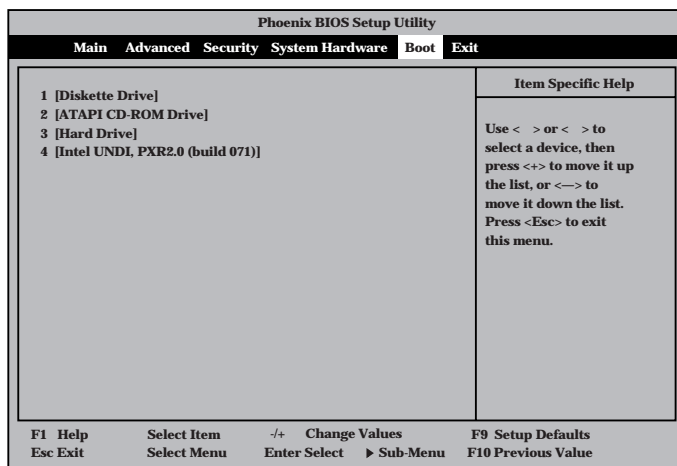 Phoenix BIOS Setup Utility
Main Advanced Security System Hardware Boot Exit
1 [Diskette Drive]
2 [ATAPI CD-ROM Drive]
3 [Hard Drive]
4 [Intel UNDI, PXR2.0 (build 071)]
Item Specific Help
Use < > or < > to
select a device, then
press <+> to move it up
the list, or <—> to
move it down the list.
Press <Esc> to exit
this menu.
F1 Help Select Item -/+ Change Values F9 Setup Defaults
Esc Exit Select Menu Enter Select ▶ Sub-Menu F10 Previous Value